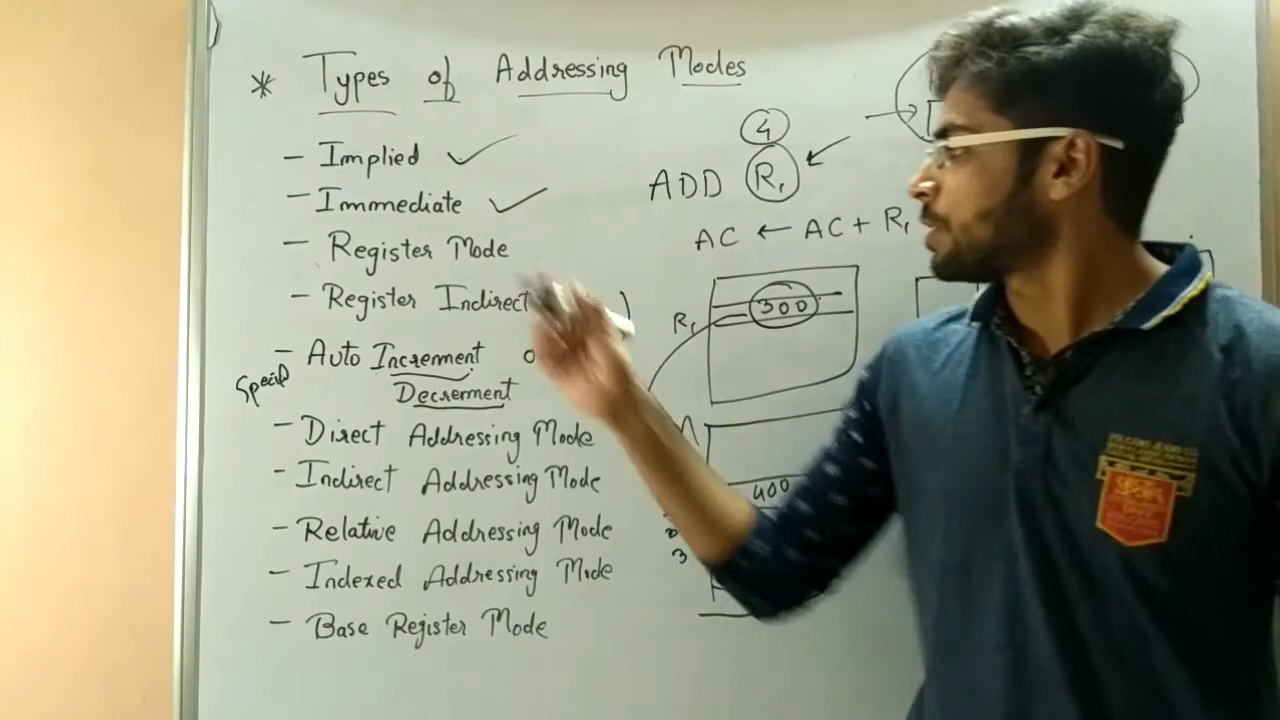 * Types of Addressing Modes
- Implied ✓
- Immediate ✓
- Register Mode
- Register Indirect
- Auto Increment
Special
Decrement
- Direct Addressing Mode
- Indirect Addressing Mode
- Relative Addressing Mode
- Indexed Addressing Mode
- Base Register Mode
4
ADD R1
AC ← AC + R1
300
R1
400
3